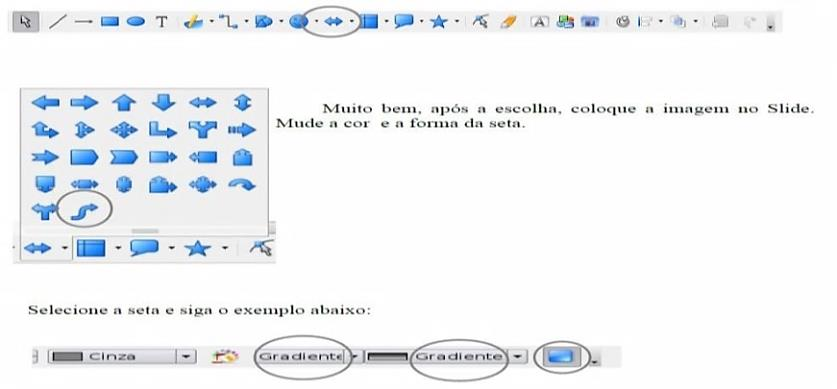 T
A
Muito bem, após a escolha, coloque a imagem no Slide.
Mude a cor e a forma da seta.
Selecione a seta e siga o exemplo abaixo:
Cinza Gradiente Gradiente